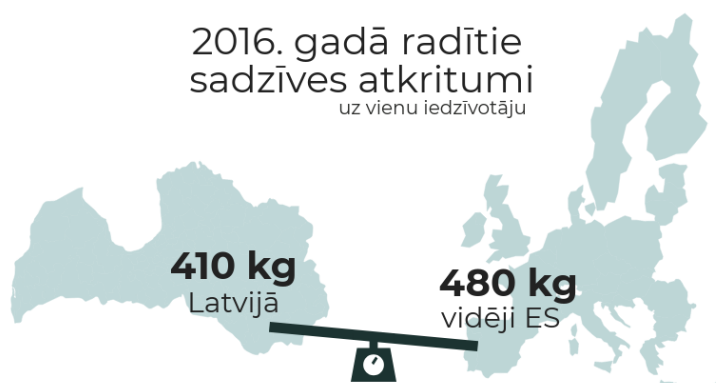 2016. gadā radītie
sadzīves atkritumi
uz vienu iedzīvotāju
410 kg
Latvijā
480 kg
vidēji ES